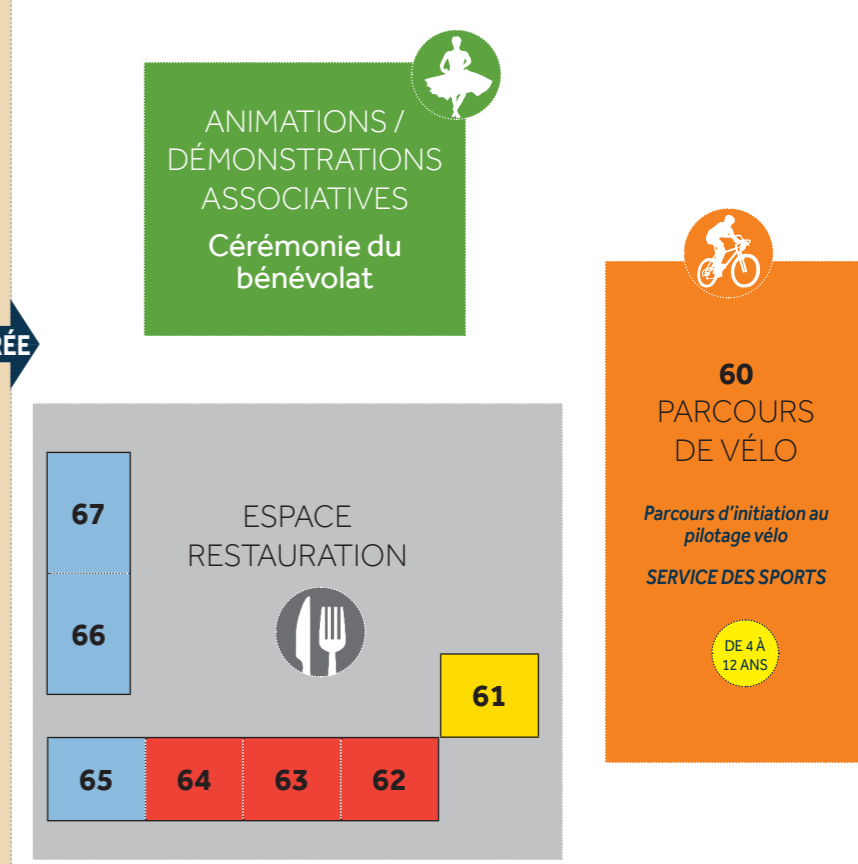 ANIMATIONS /
DÉMONSTRATIONS
ASSOCIATIVES
Cérémonie du
bénévolat
RÉE
60
PARCOURS
DE VÉLO
Parcours d'initiation au
pilotage vélo
SERVICE DES SPORTS
DE 4 À
12 ANS
67
ESPACE
RESTAURATION
66
61
65 64 63 62